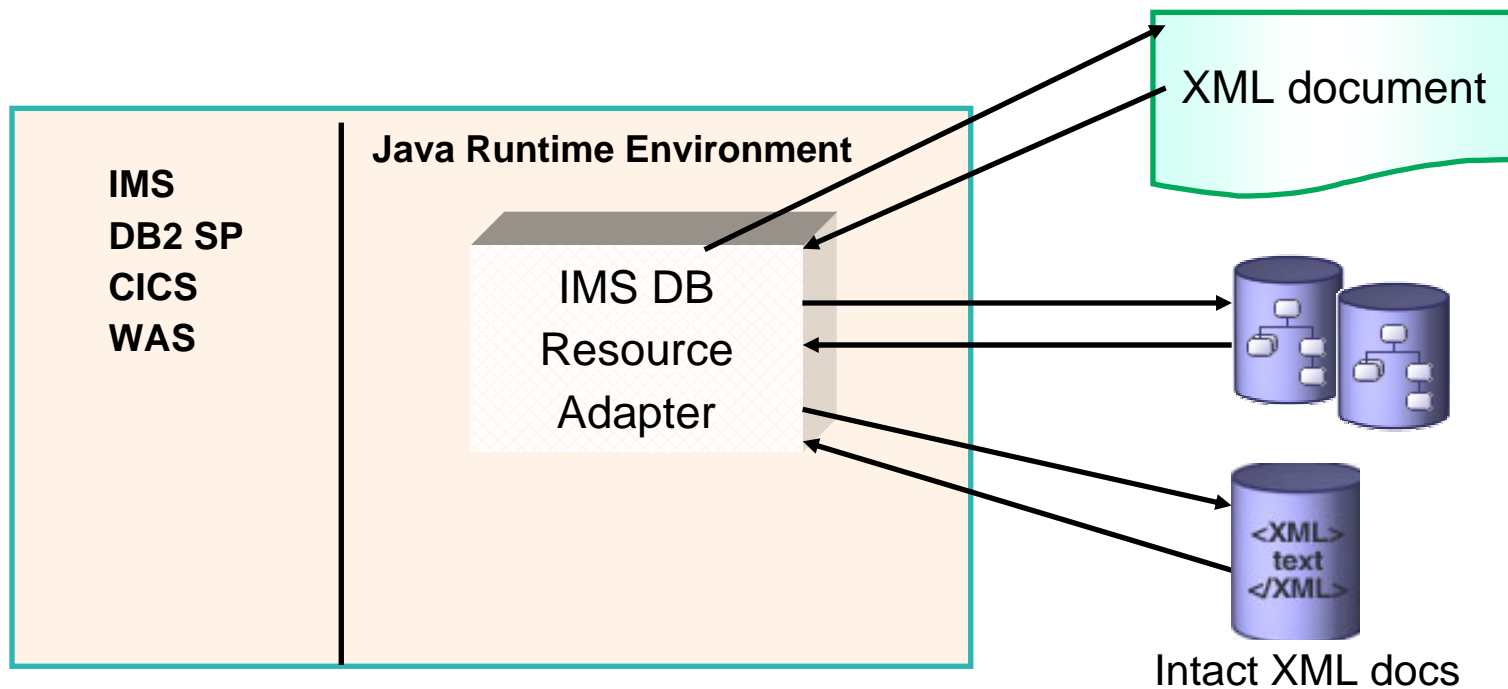 XML document
Java Runtime Environment
IMS
DB2 SP
CICS
WAS
IMS DB
Resource
Adapter
<XML>
text
</XML>
Intact XML docs